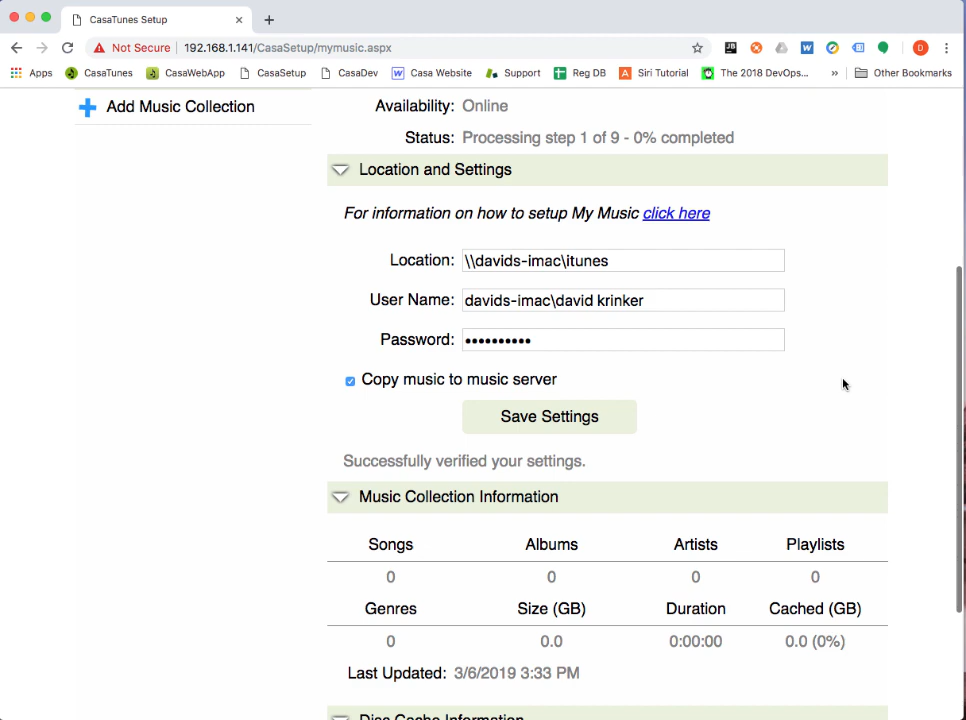 CasaTunes Setup
Not Secure 192.168.1.141/CasaSetup/mymusic.aspx
JB W D
Apps CasaTunes CasaWebApp CasaSetup CasaDev W Casa Website Support Reg DB A Siri Tutorial The 2018 DevOps... » Other Bookmarks
Add Music Collection
Availability: Online
Status: Processing step 1 of 9 - 0% completed
Location and Settings
For information on how to setup My Music click here
Location: \\davids-imac\itunes
User Name: davids-imac\david krinker
Password: ••••••••••
Copy music to music server
Save Settings
Successfully verified your settings.
Music Collection Information
Songs Albums Artists Playlists
0 0 0 0
Genres Size (GB) Duration Cached (GB)
0 0.0 0:00:00 0.0 (0%)
Last Updated: 3/6/2019 3:33 PM
Disc Cache Information